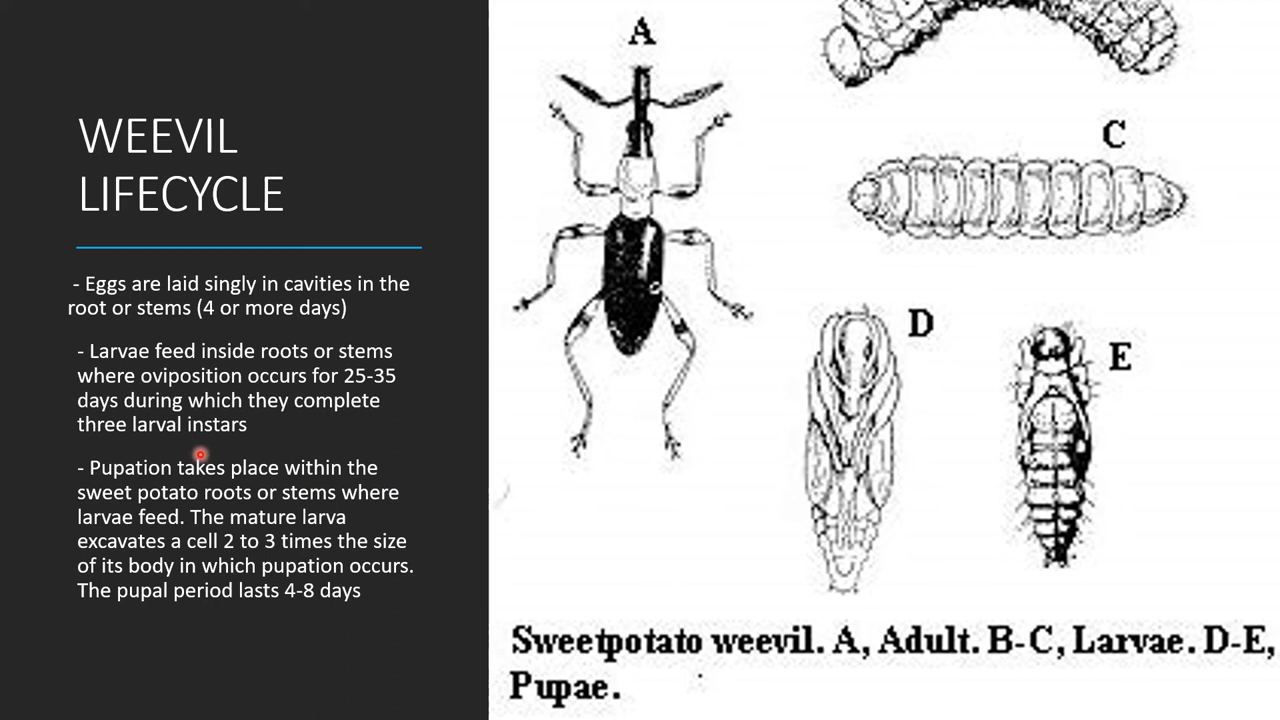 WEEVIL
LIFECYCLE
- Eggs are laid singly in cavities in the
root or stems (4 or more days)
- Larvae feed inside roots or stems
where oviposition occurs for 25-35
days during which they complete
three larval instars
- Pupation takes place within the
sweet potato roots or stems where
larvae feed. The mature larva
excavates a cell 2 to 3 times the size
of its body in which pupation occurs.
The pupal period lasts 4-8 days
A
C
D
E
Sweetpotato weevil. A, Adult. B-C, Larvae. D-E,
Pupae.